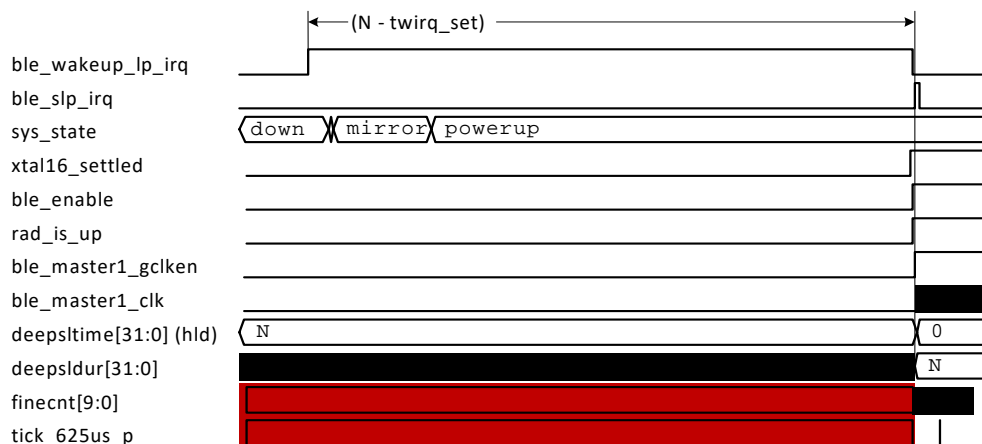 (N - twirq_set)
ble_wakeup_lp_irq
ble_slp_irq
sys_state down mirror powerup
xtal16_settled
ble_enable
rad_is_up
ble_master1_gclken
ble_master1_clk
deepsltime[31:0] (hld) N 0
deepsldur[31:0] N
finecnt[9:0]
tick_625us_p